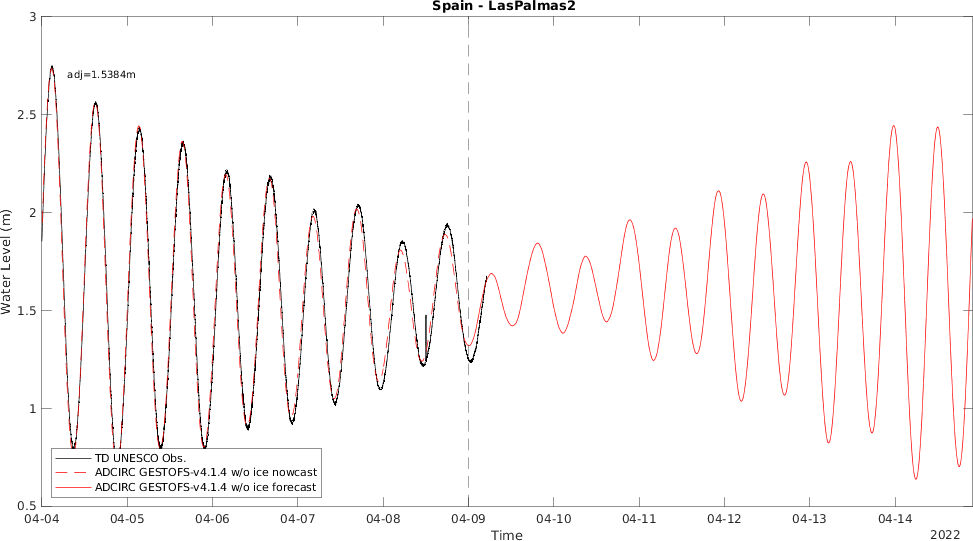 Spain - LasPalmas2
adj=1.5384m
Water Level (m)
3
2.5
2
1.5
1
0.5
TD UNESCO Obs.
ADCIRC GESTOFS-v4.1.4 w/o ice nowcast
ADCIRC GESTOFS-v4.1.4 w/o ice forecast
04-04 04-05 04-06 04-07 04-08 04-09 04-10 04-11 04-12 04-13 04-14
Time
2022